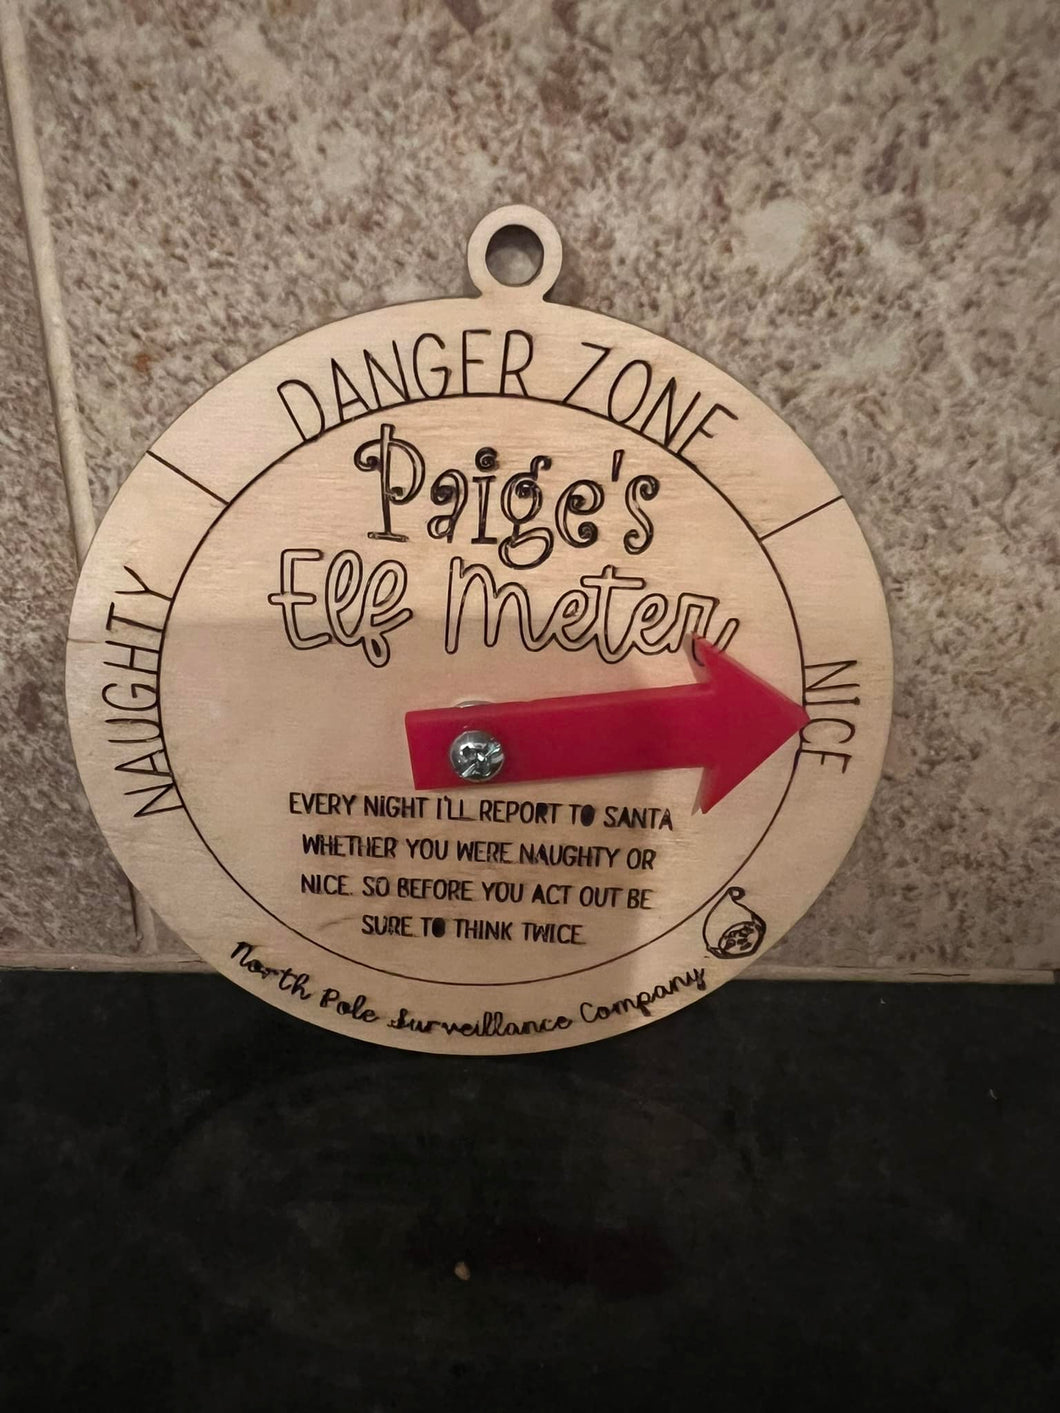 DANGER ZONE
Paige's
Elf Meter
NAUGHTY
NICE
EVERY NIGHT I'LL REPORT TO SANTA
WHETHER YOU WERE NAUGHTY OR
NICE. SO BEFORE YOU ACT OUT BE
SURE TO THINK TWICE.
North Pole Surveillance Company